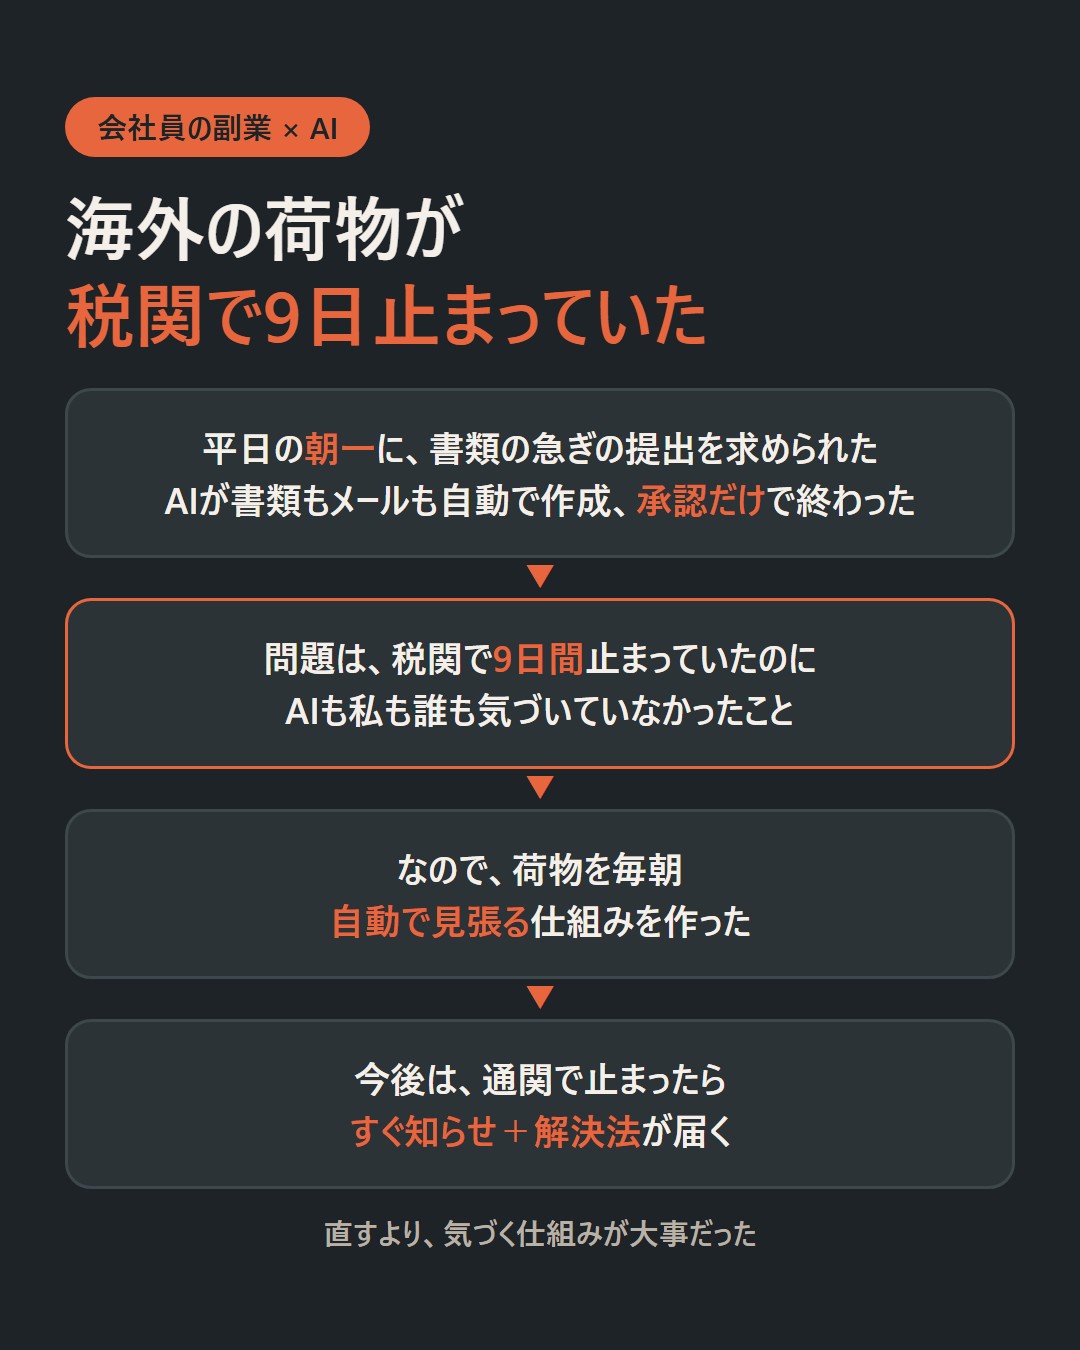 会社員の副業 × AI
海外の荷物が
税関で9日止まっていた
平日の朝一に、書類の急ぎの提出を求められた
AIが書類もメールも自動で作成、承認だけで終わった
問題は、税関で9日間止まっていたのに
AIも私も誰も気づいていなかったこと
なので、荷物を毎朝
自動で見張る仕組みを作った
今後は、通関で止まったら
すぐ知らせ＋解決法が届く
直すより、気づく仕組みが大事だった